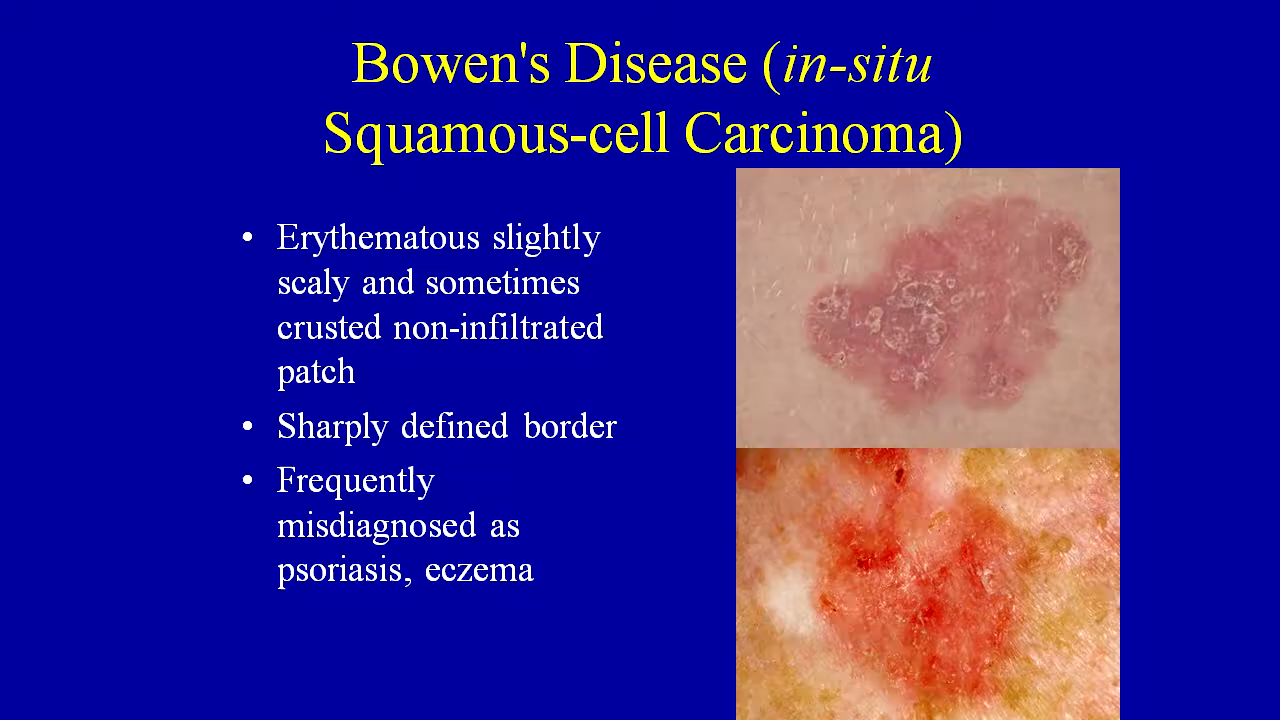 Bowen's Disease (in-situ
Squamous-cell Carcinoma)
• Erythematous slightly
scaly and sometimes
crusted non-infiltrated
patch
• Sharply defined border
• Frequently
misdiagnosed as
psoriasis, eczema